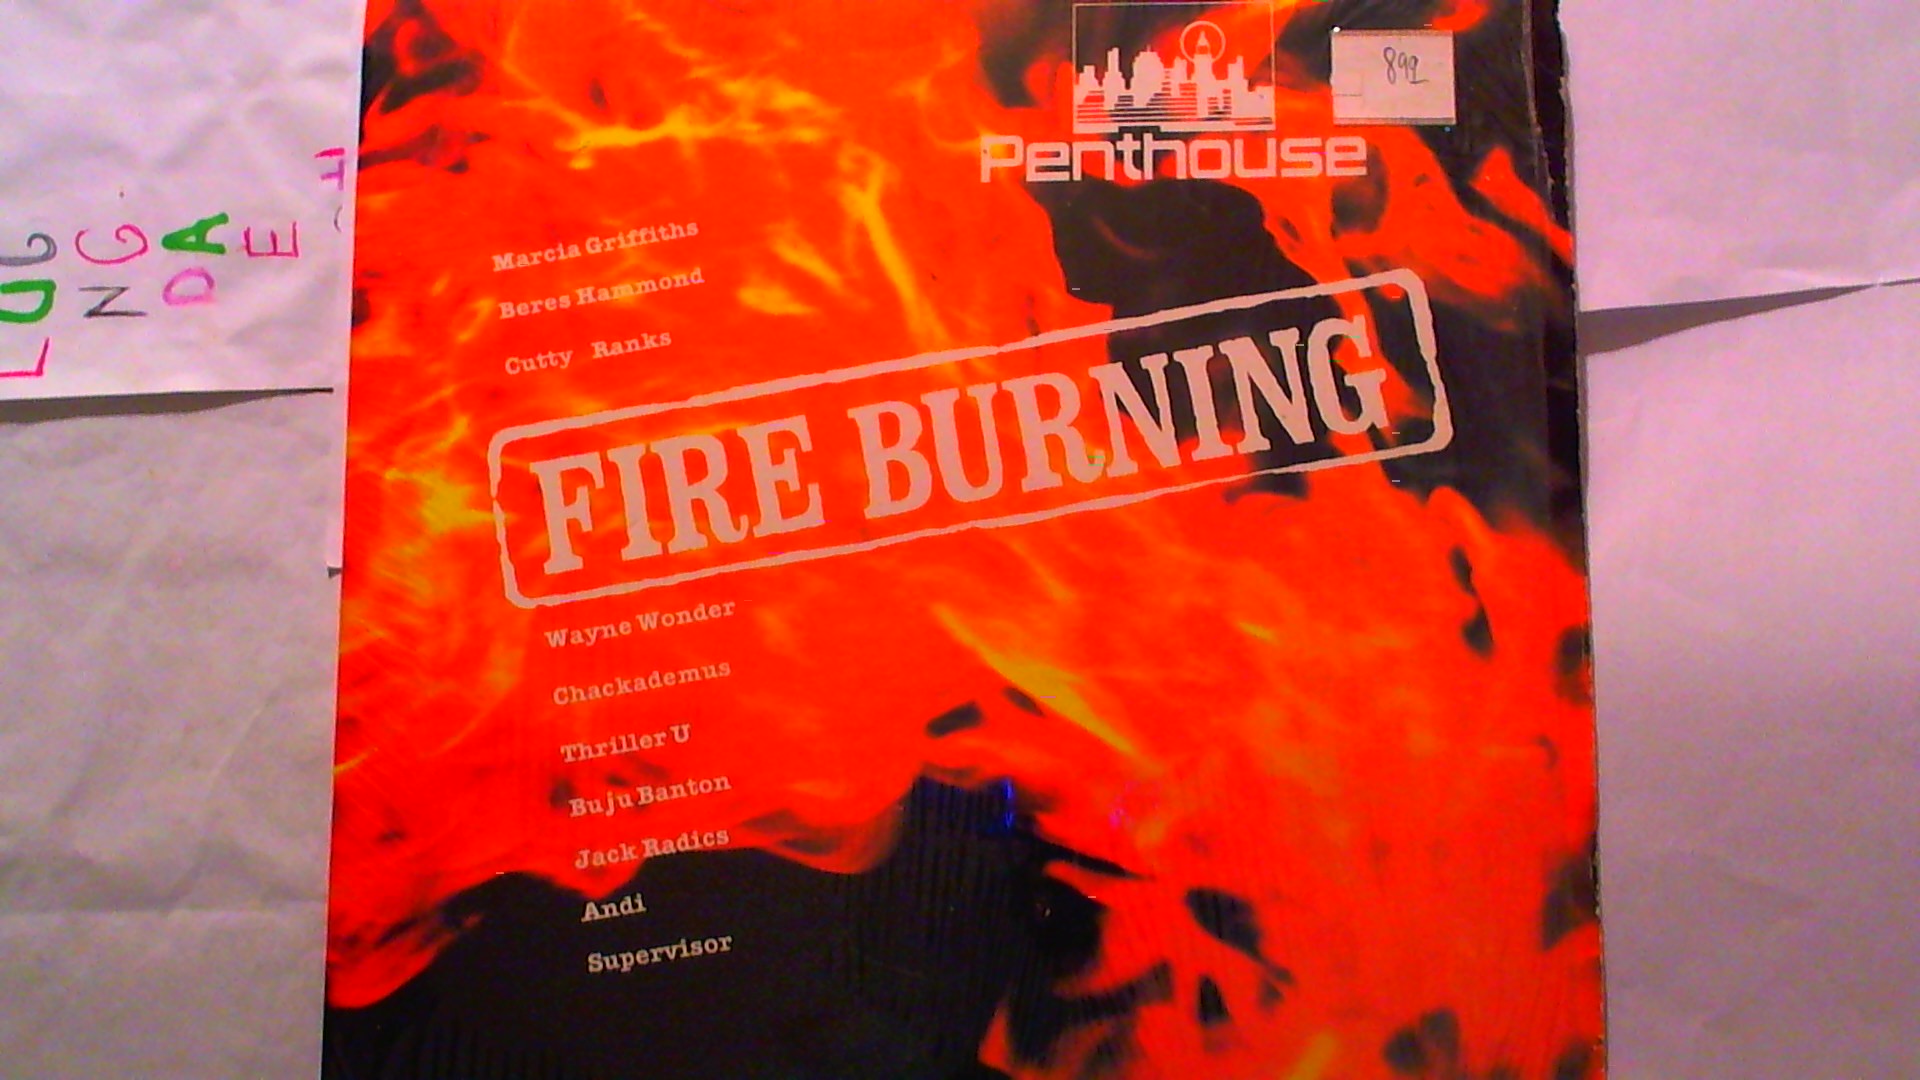 Penthouse
899
Marcia Griffiths
Beres Hammond
Cutty Ranks
FIRE BURNING
Wayne Wonder
Chackademus
Thriller U
Buju Banton
Jack Radics
Andi
Supervisor